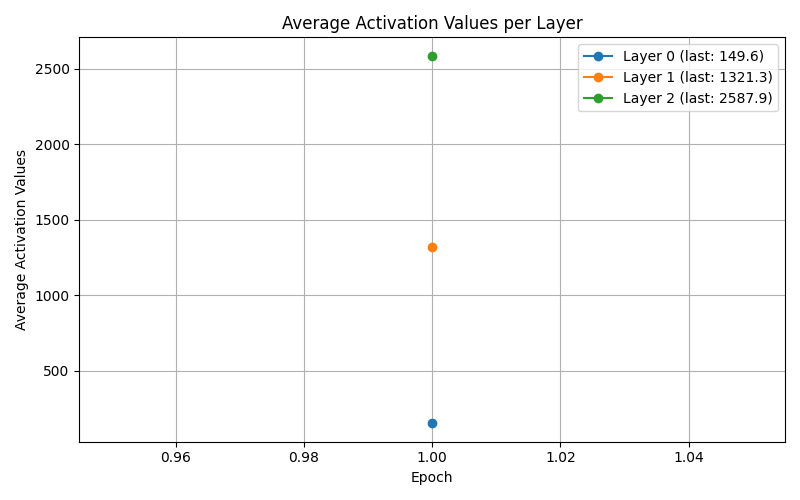 Average Activation Values per Layer
Layer 0 (last: 149.6)
Layer 1 (last: 1321.3)
Layer 2 (last: 2587.9)
Average Activation Values
2500
2000
1500
1000
500
0.96 0.98 1.00 1.02 1.04
Epoch